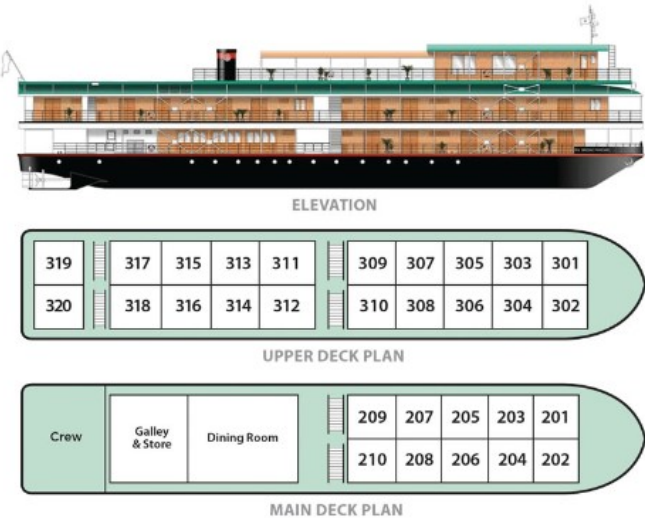 ELEVATION
319 317 315 313 311 309 307 305 303 301
320 318 316 314 312 310 308 306 304 302
UPPER DECK PLAN
209 207 205 203 201
Crew Galley & Store Dining Room
210 208 206 204 202
MAIN DECK PLAN